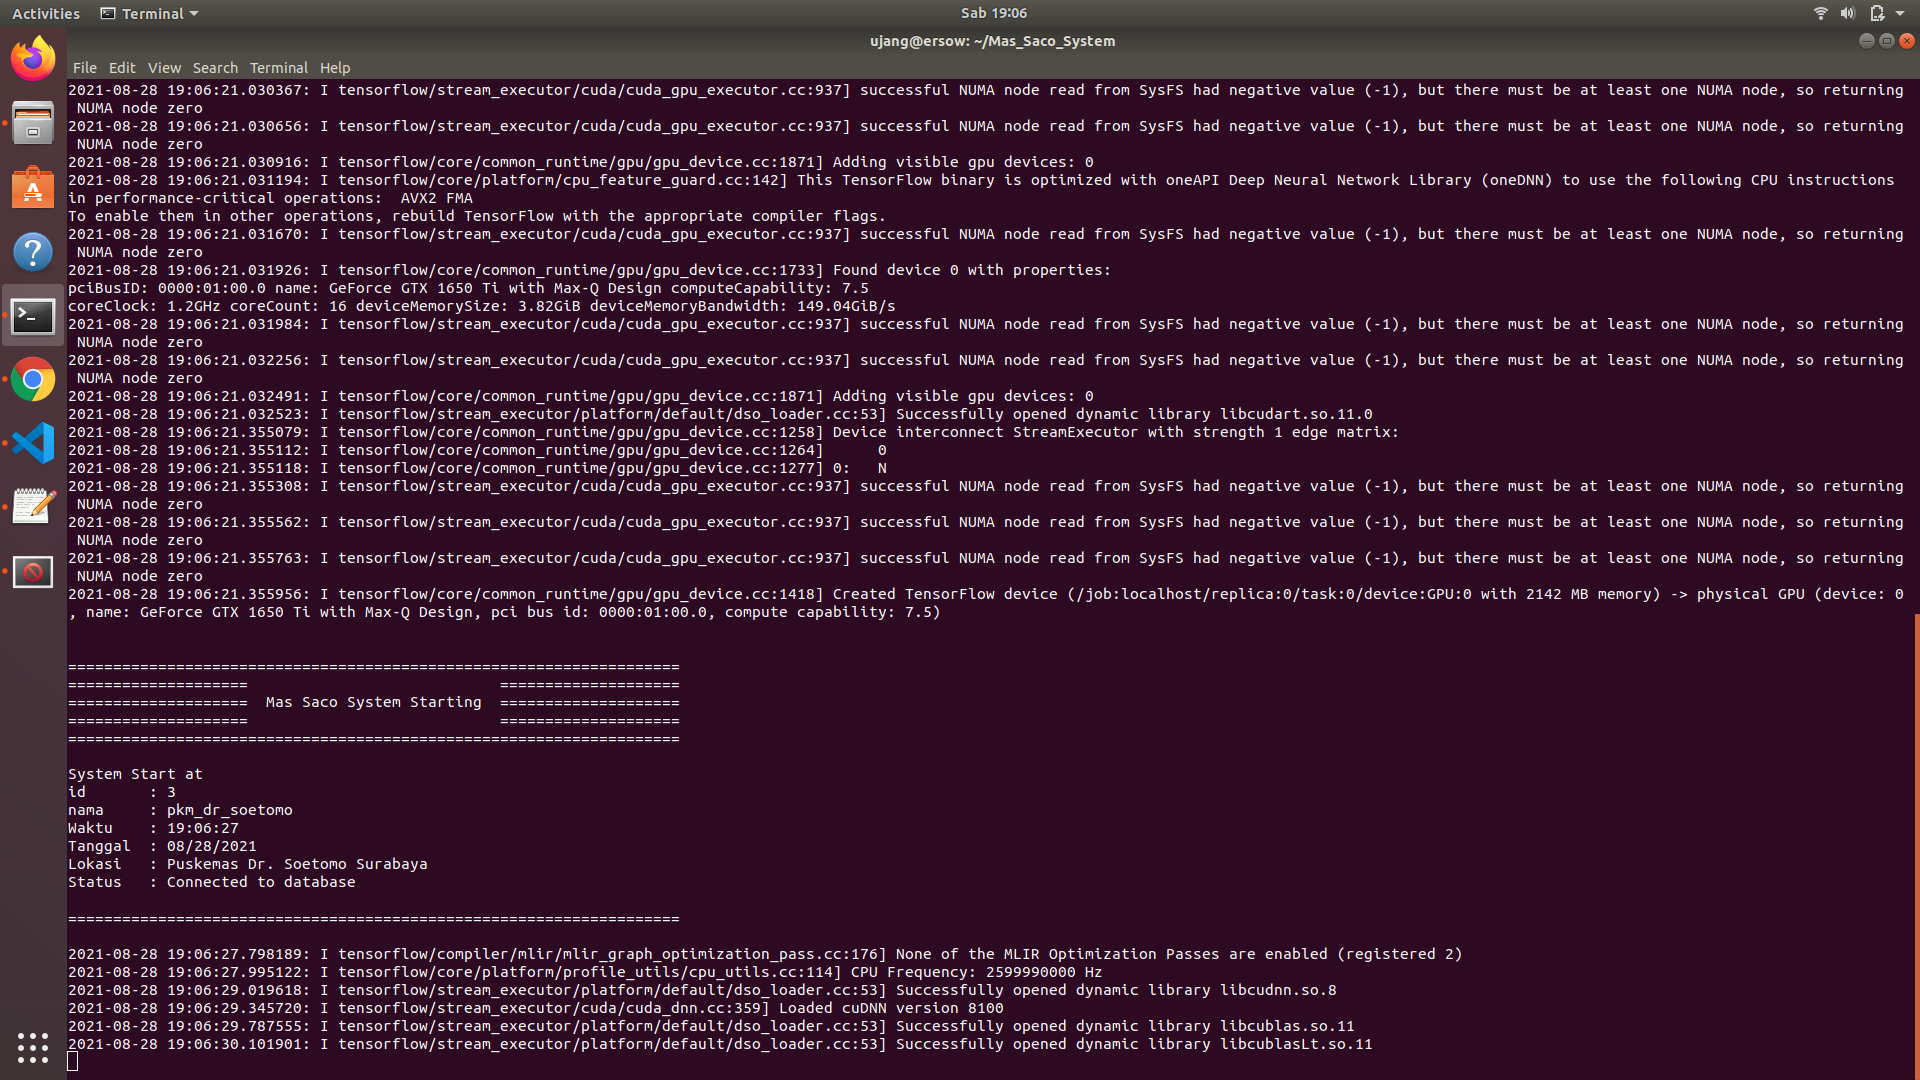 Activities Terminal Sab 19:06
ujang@ersow: ~/Mas_Saco_System
File Edit View Search Terminal Help
2021-08-28 19:06:21.030367: I tensorflow/stream_executor/cuda/cuda_gpu_executor.cc:937] successful NUMA node read from SysFS had negative value (-1), but there must be at least one NUMA node, so returning
 NUMA node zero
2021-08-28 19:06:21.030656: I tensorflow/stream_executor/cuda/cuda_gpu_executor.cc:937] successful NUMA node read from SysFS had negative value (-1), but there must be at least one NUMA node, so returning
 NUMA node zero
2021-08-28 19:06:21.030916: I tensorflow/core/common_runtime/gpu/gpu_device.cc:1871] Adding visible gpu devices: 0
2021-08-28 19:06:21.031194: I tensorflow/core/platform/cpu_feature_guard.cc:142] This TensorFlow binary is optimized with oneAPI Deep Neural Network Library (oneDNN) to use the following CPU instructions
in performance-critical operations:  AVX2 FMA
To enable them in other operations, rebuild TensorFlow with the appropriate compiler flags.
2021-08-28 19:06:21.031670: I tensorflow/stream_executor/cuda/cuda_gpu_executor.cc:937] successful NUMA node read from SysFS had negative value (-1), but there must be at least one NUMA node, so returning
 NUMA node zero
2021-08-28 19:06:21.031926: I tensorflow/core/common_runtime/gpu/gpu_device.cc:1733] Found device 0 with properties:
pciBusID: 0000:01:00.0 name: GeForce GTX 1650 Ti with Max-Q Design computeCapability: 7.5
coreClock: 1.2GHz coreCount: 16 deviceMemorySize: 3.82GiB deviceMemoryBandwidth: 149.04GiB/s
2021-08-28 19:06:21.031984: I tensorflow/stream_executor/cuda/cuda_gpu_executor.cc:937] successful NUMA node read from SysFS had negative value (-1), but there must be at least one NUMA node, so returning
 NUMA node zero
2021-08-28 19:06:21.032256: I tensorflow/stream_executor/cuda/cuda_gpu_executor.cc:937] successful NUMA node read from SysFS had negative value (-1), but there must be at least one NUMA node, so returning
 NUMA node zero
2021-08-28 19:06:21.032491: I tensorflow/core/common_runtime/gpu/gpu_device.cc:1871] Adding visible gpu devices: 0
2021-08-28 19:06:21.032523: I tensorflow/stream_executor/platform/default/dso_loader.cc:53] Successfully opened dynamic library libcudart.so.11.0
2021-08-28 19:06:21.355079: I tensorflow/core/common_runtime/gpu/gpu_device.cc:1258] Device interconnect StreamExecutor with strength 1 edge matrix:
2021-08-28 19:06:21.355112: I tensorflow/core/common_runtime/gpu/gpu_device.cc:1264]      0
2021-08-28 19:06:21.355118: I tensorflow/core/common_runtime/gpu/gpu_device.cc:1277] 0:   N
2021-08-28 19:06:21.355308: I tensorflow/stream_executor/cuda/cuda_gpu_executor.cc:937] successful NUMA node read from SysFS had negative value (-1), but there must be at least one NUMA node, so returning
 NUMA node zero
2021-08-28 19:06:21.355562: I tensorflow/stream_executor/cuda/cuda_gpu_executor.cc:937] successful NUMA node read from SysFS had negative value (-1), but there must be at least one NUMA node, so returning
 NUMA node zero
2021-08-28 19:06:21.355763: I tensorflow/stream_executor/cuda/cuda_gpu_executor.cc:937] successful NUMA node read from SysFS had negative value (-1), but there must be at least one NUMA node, so returning
 NUMA node zero
2021-08-28 19:06:21.355956: I tensorflow/core/common_runtime/gpu/gpu_device.cc:1418] Created TensorFlow device (/job:localhost/replica:0/task:0/device:GPU:0 with 2142 MB memory) -> physical GPU (device: 0
, name: GeForce GTX 1650 Ti with Max-Q Design, pci bus id: 0000:01:00.0, compute capability: 7.5)
====================================================================
====================                            ====================
====================  Mas Saco System Starting  ====================
====================                            ====================
====================================================================
System Start at
id       : 3
nama     : pkm_dr_soetomo
Waktu    : 19:06:27
Tanggal  : 08/28/2021
Lokasi   : Puskemas Dr. Soetomo Surabaya
Status   : Connected to database
====================================================================
2021-08-28 19:06:27.798189: I tensorflow/compiler/mlir/mlir_graph_optimization_pass.cc:176] None of the MLIR Optimization Passes are enabled (registered 2)
2021-08-28 19:06:27.995122: I tensorflow/core/platform/profile_utils/cpu_utils.cc:114] CPU Frequency: 2599990000 Hz
2021-08-28 19:06:29.019618: I tensorflow/stream_executor/platform/default/dso_loader.cc:53] Successfully opened dynamic library libcudnn.so.8
2021-08-28 19:06:29.345720: I tensorflow/stream_executor/cuda/cuda_dnn.cc:359] Loaded cuDNN version 8100
2021-08-28 19:06:29.787555: I tensorflow/stream_executor/platform/default/dso_loader.cc:53] Successfully opened dynamic library libcublas.so.11
2021-08-28 19:06:30.101901: I tensorflow/stream_executor/platform/default/dso_loader.cc:53] Successfully opened dynamic library libcublasLt.so.11